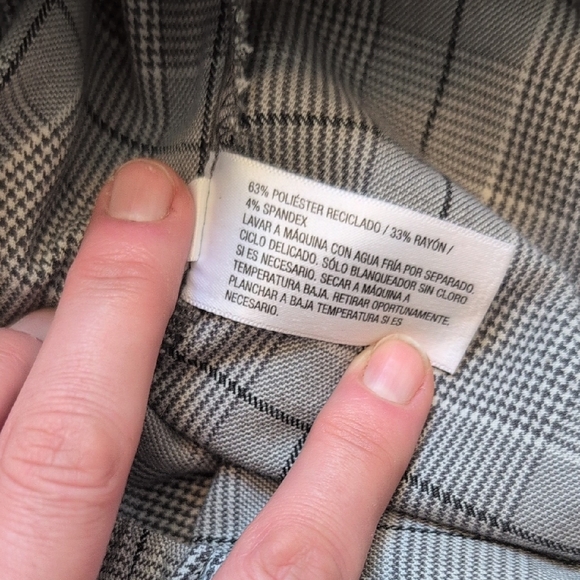 63% POLIÉSTER RECICLADO / 33% RAYÓN /
4% SPANDEX
LAVAR A MÁQUINA CON AGUA FRÍA POR SEPARADO.
CICLO DELICADO. SÓLO BLANQUEADOR SIN CLORO
SI ES NECESARIO. SECAR A MÁQUINA A
TEMPERATURA BAJA. RETIRAR OPORTUNAMENTE.
PLANCHAR A BAJA TEMPERATURA SI ES
NECESARIO.